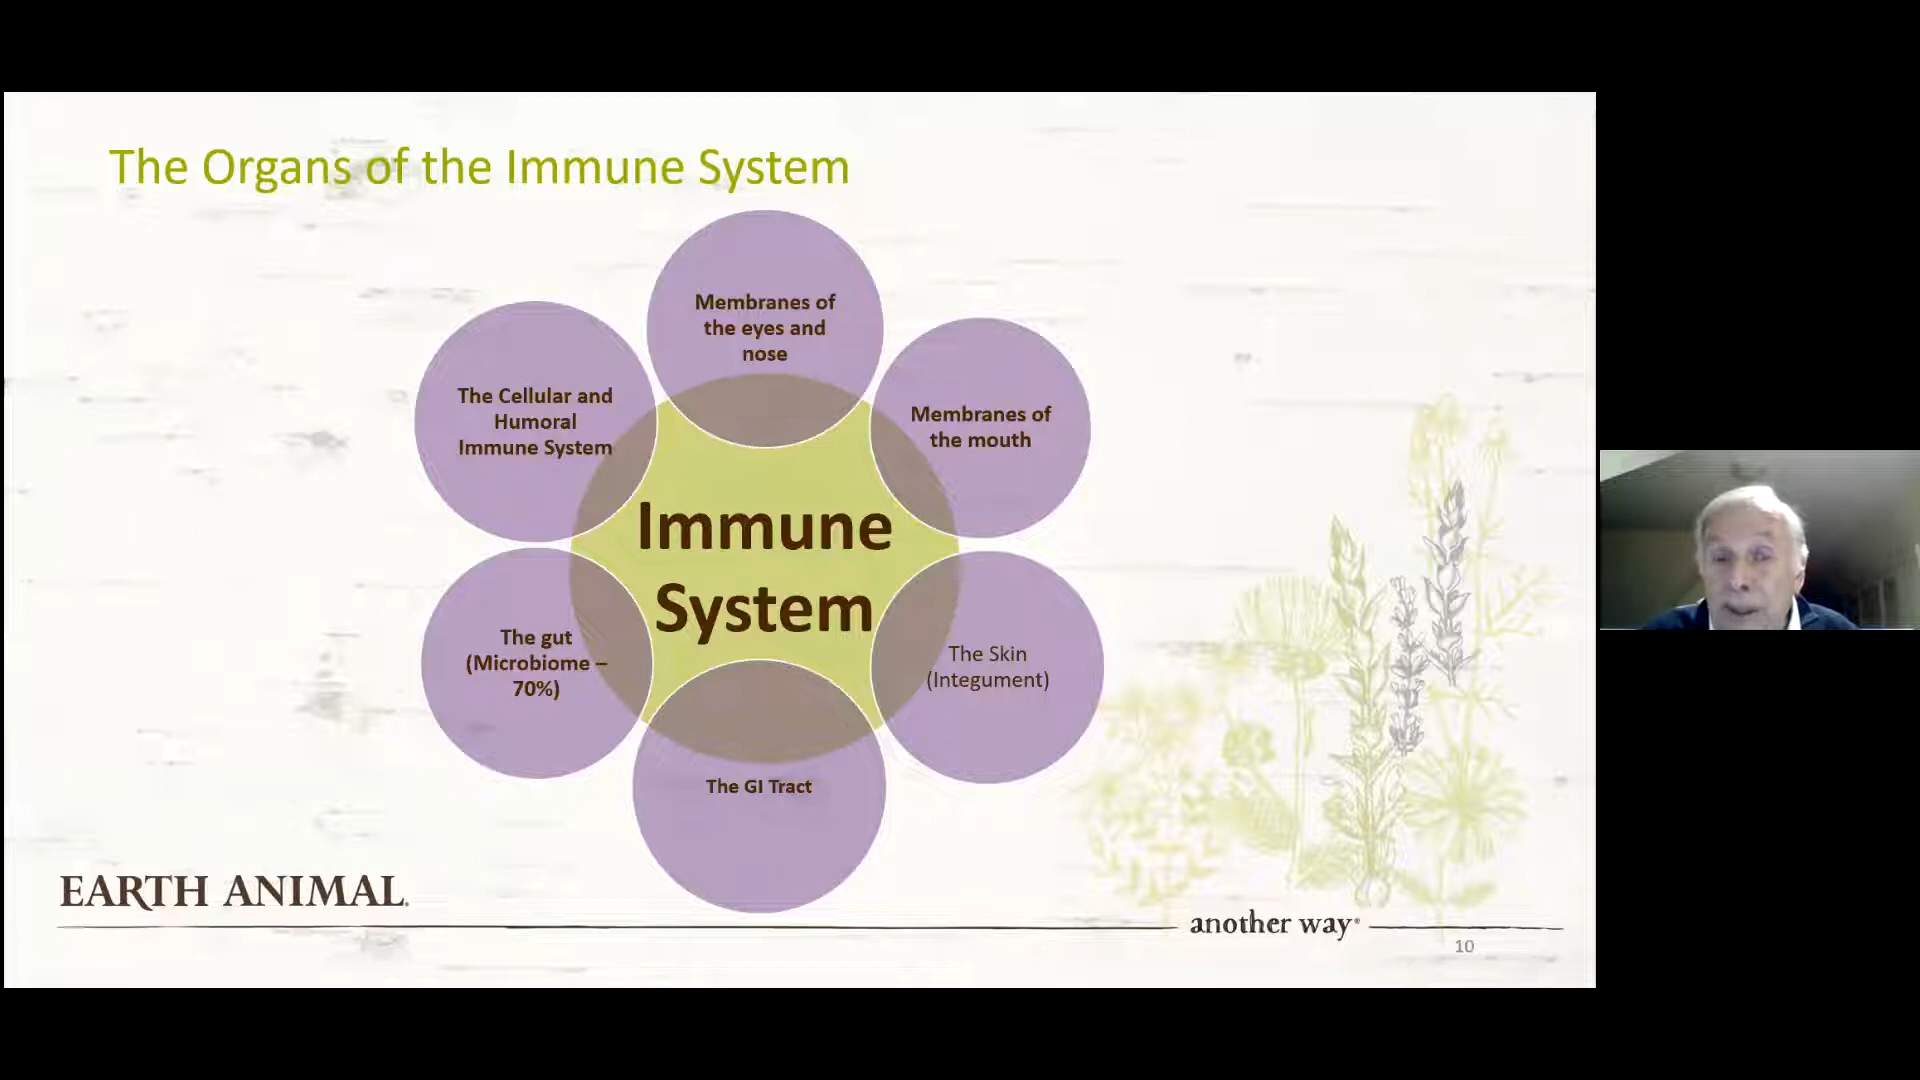 The Organs of the Immune System
Membranes of
the eyes and
nose
The Cellular and
Humoral
Immune System
Membranes of
the mouth
Immune
System
The gut
(Microbiome –
70%)
The Skin
(Integument)
The GI Tract
EARTH ANIMAL®
another way®
10